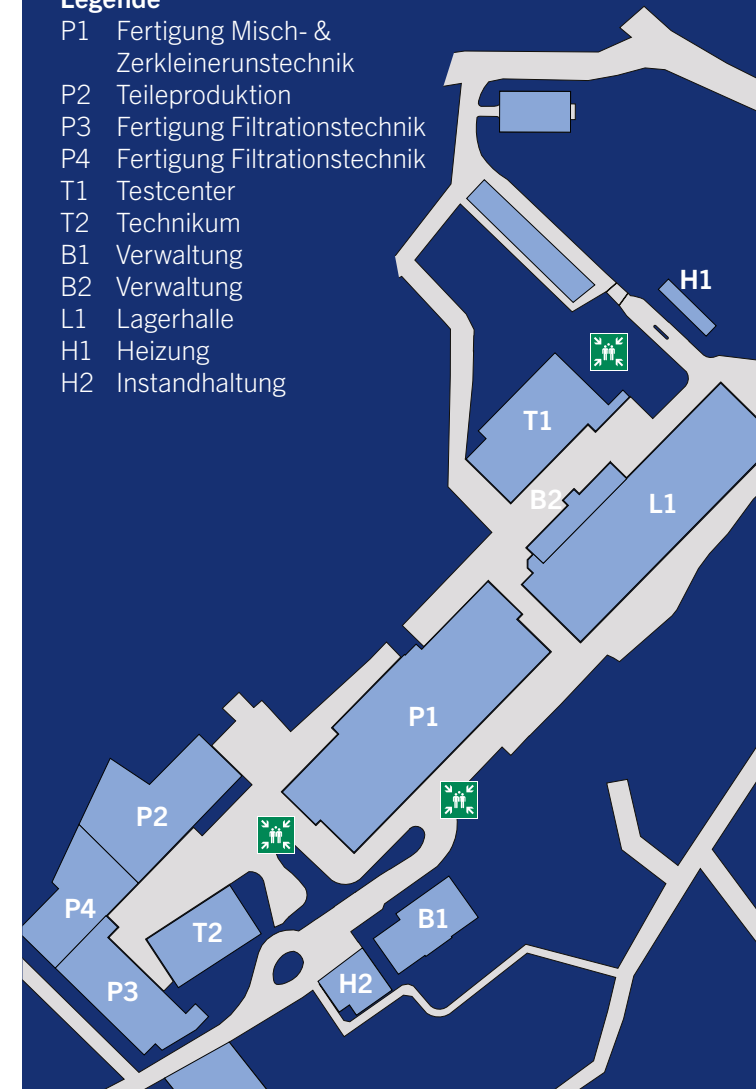 Legende
P1 Fertigung Misch- &
Zerkleinerunstechnik
P2 Teileproduktion
P3 Fertigung Filtrationstechnik
P4 Fertigung Filtrationstechnik
T1 Testcenter
T2 Technikum
B1 Verwaltung
B2 Verwaltung
L1 Lagerhalle
H1 Heizung
H2 Instandhaltung
H1
T1
B2
L1
P1
P2
P4
T2
B1
P3
H2